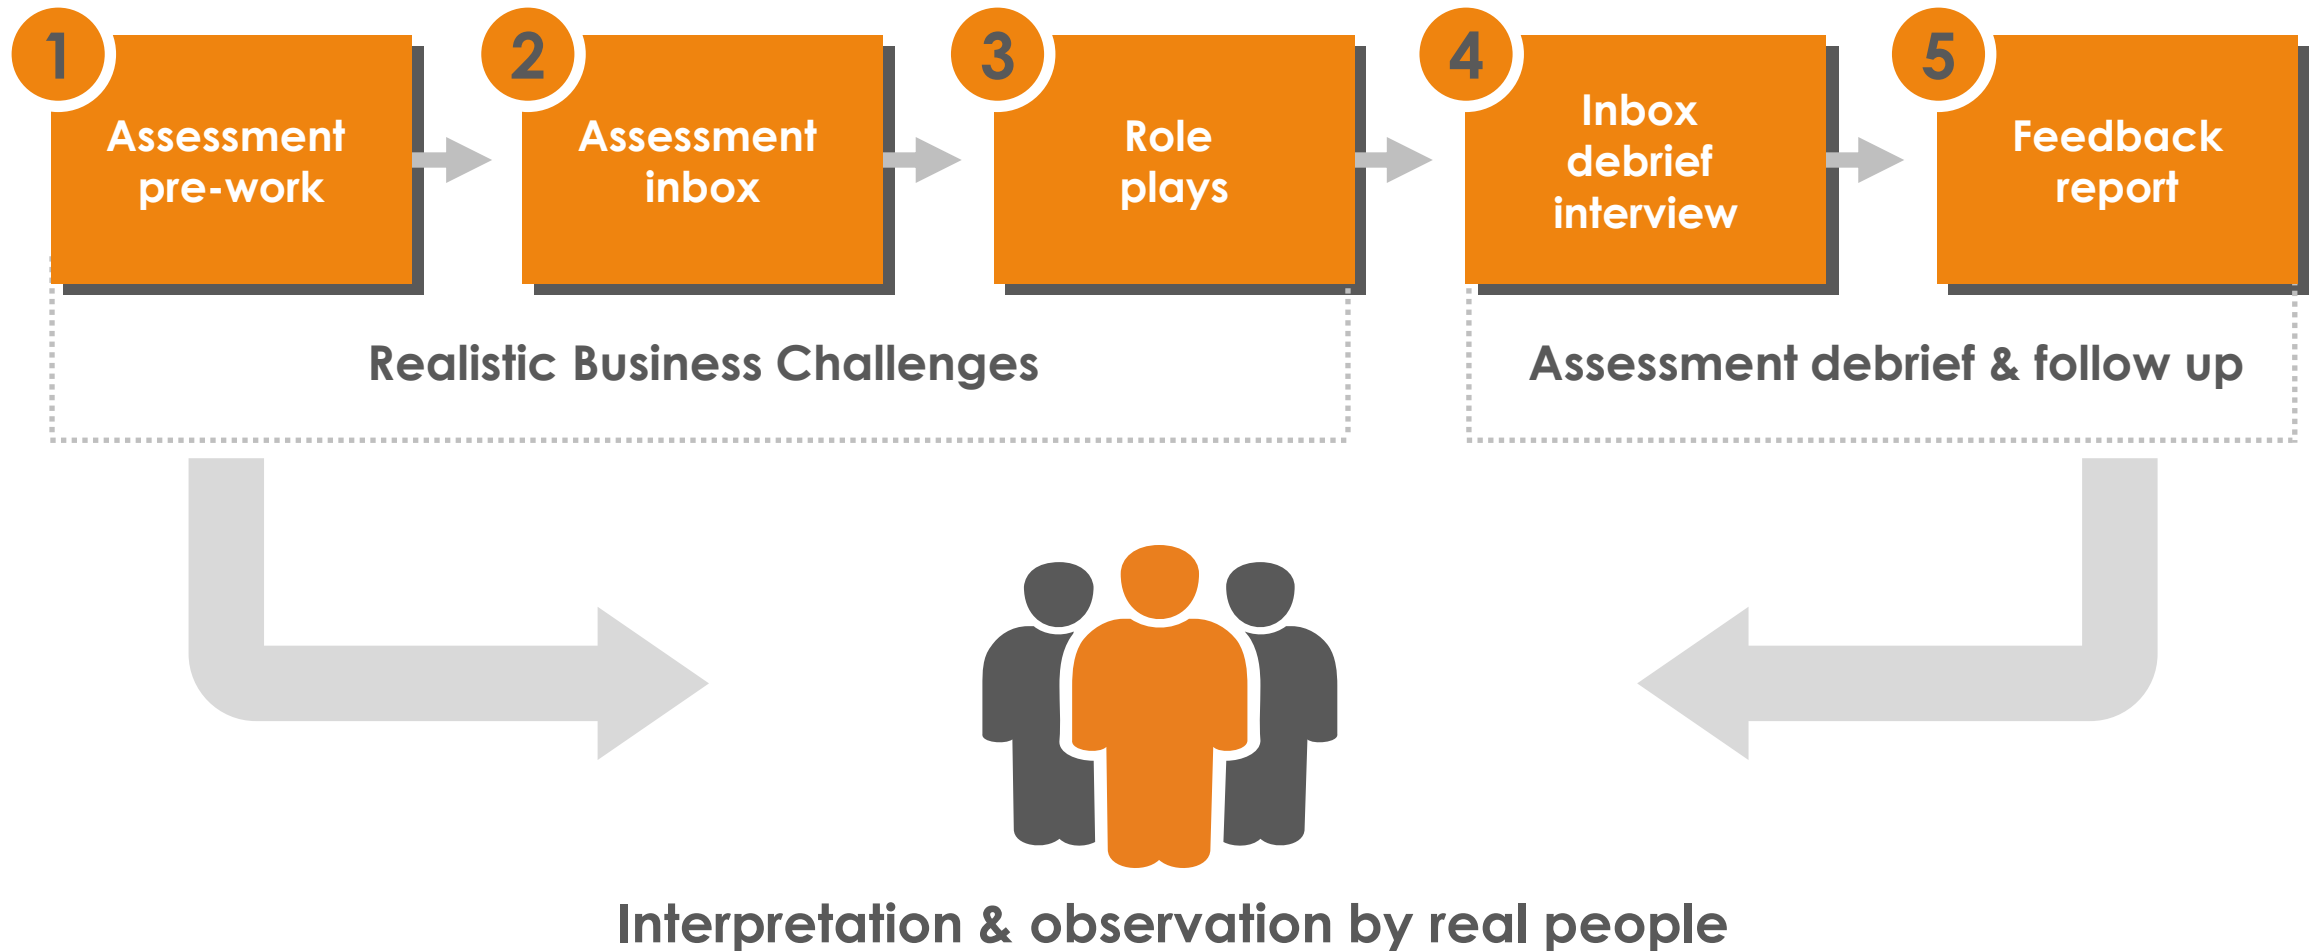 1
Assessment
pre-work
2
Assessment
inbox
3
Role
plays
4
Inbox
debrief
interview
5
Feedback
report
Realistic Business Challenges
Assessment debrief & follow up
Interpretation & observation by real people